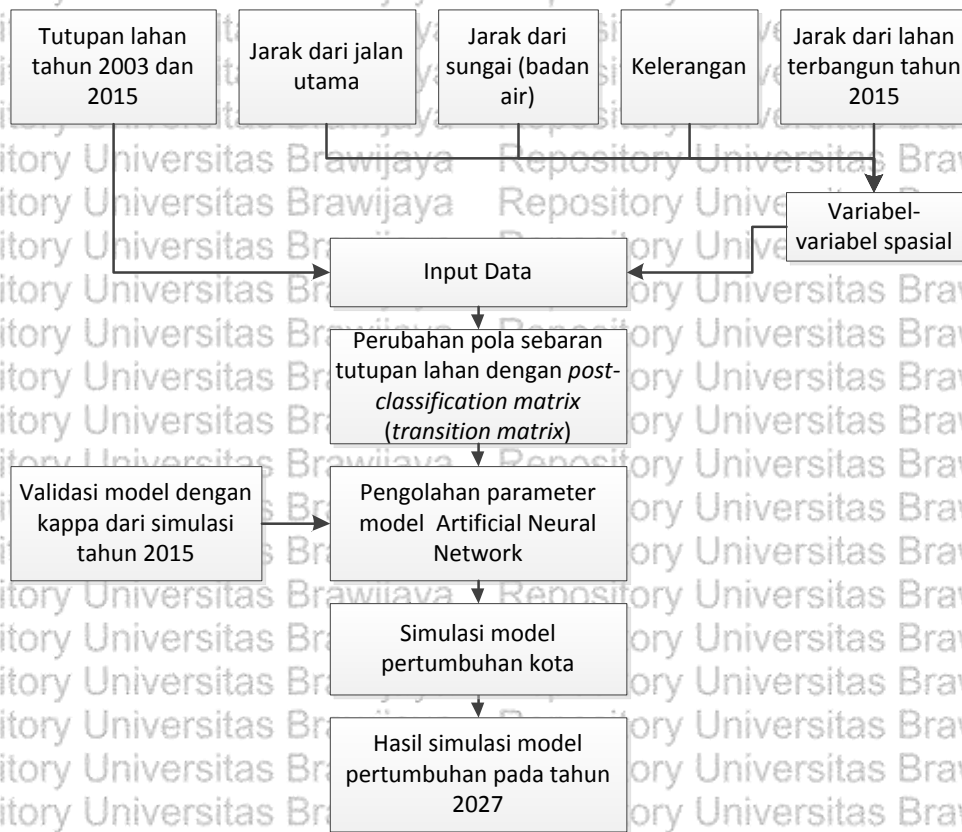 Tutupan lahan
tahun 2003 dan
2015
Jarak dari jalan
utama
Jarak dari
sungai (badan
air)
Kelerangan
Jarak dari lahan
terbangun tahun
2015
Variabel-
variabel spasial
Input Data
Perubahan pola sebaran
tutupan lahan dengan post-
classification matrix
(transition matrix)
Validasi model dengan
kappa dari simulasi
tahun 2015
Pengolahan parameter
model Artificial Neural
Network
Simulasi model
pertumbuhan kota
Hasil simulasi model
pertumbuhan pada tahun
2027
Repository Universitas Brawijaya